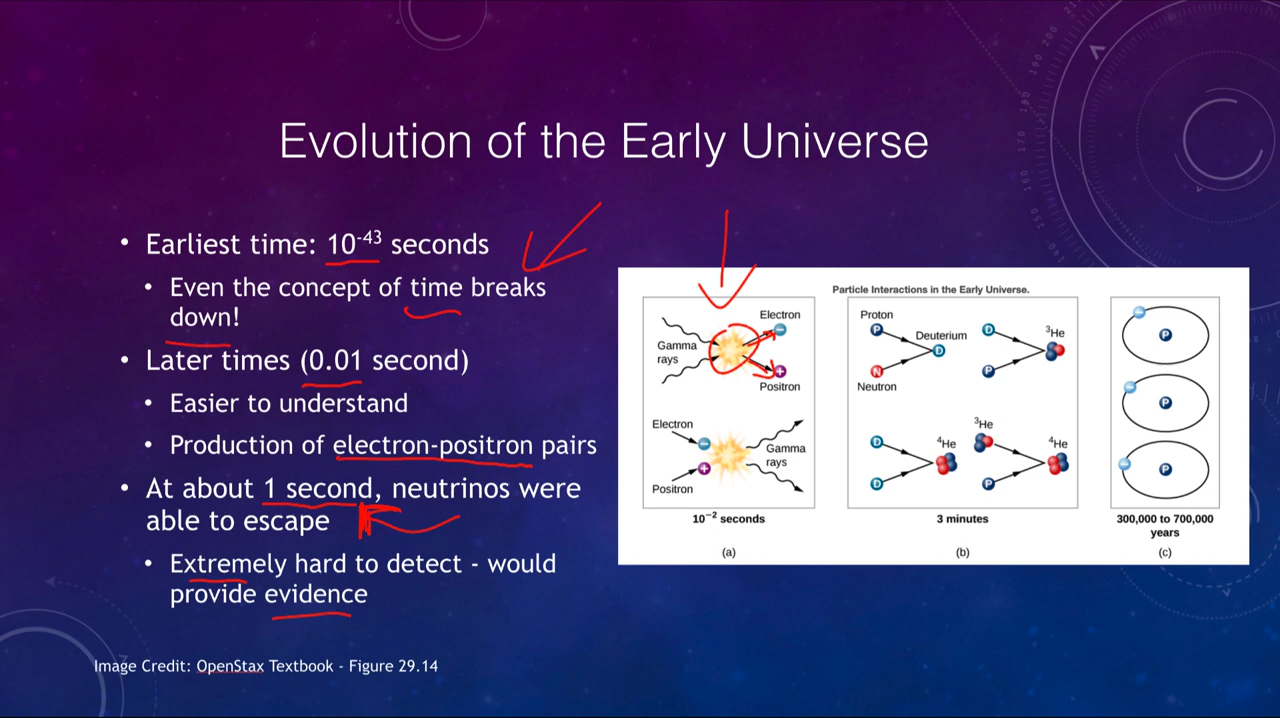 Evolution of the Early Universe
• Earliest time: 10⁻⁴³ seconds
• Even the concept of time breaks
down!
• Later times (0.01 second)
• Easier to understand
• Production of electron-positron pairs
• At about 1 second, neutrinos were
able to escape
• Extremely hard to detect - would
provide evidence
Image Credit: OpenStax Textbook - Figure 29.14
Particle Interactions in the Early Universe.
Gamma
rays
Electron
Positron
Electron
Positron
Gamma
rays
10⁻² seconds
(a)
Proton
P
N
Neutron
Deuterium
D
D
P
³He
D
D
⁴He
³He
P
⁴He
3 minutes
(b)
P
P
P
300,000 to 700,000
years
(c)